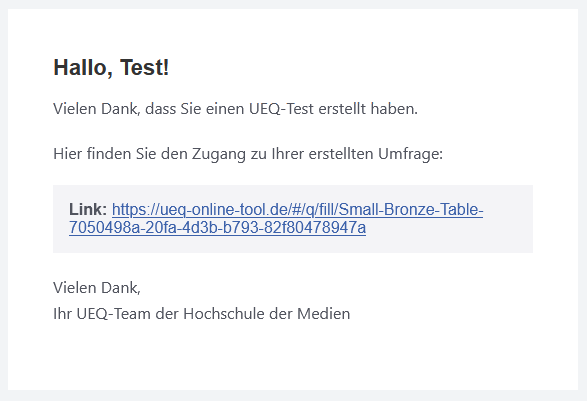 Hallo, Test!
Vielen Dank, dass Sie einen UEQ-Test erstellt haben.
Hier finden Sie den Zugang zu Ihrer erstellten Umfrage:
Link: https://ueq-online-tool.de/#/q/fill/Small-Bronze-Table-
7050498a-20fa-4d3b-b793-82f80478947a
Vielen Dank,
Ihr UEQ-Team der Hochschule der Medien